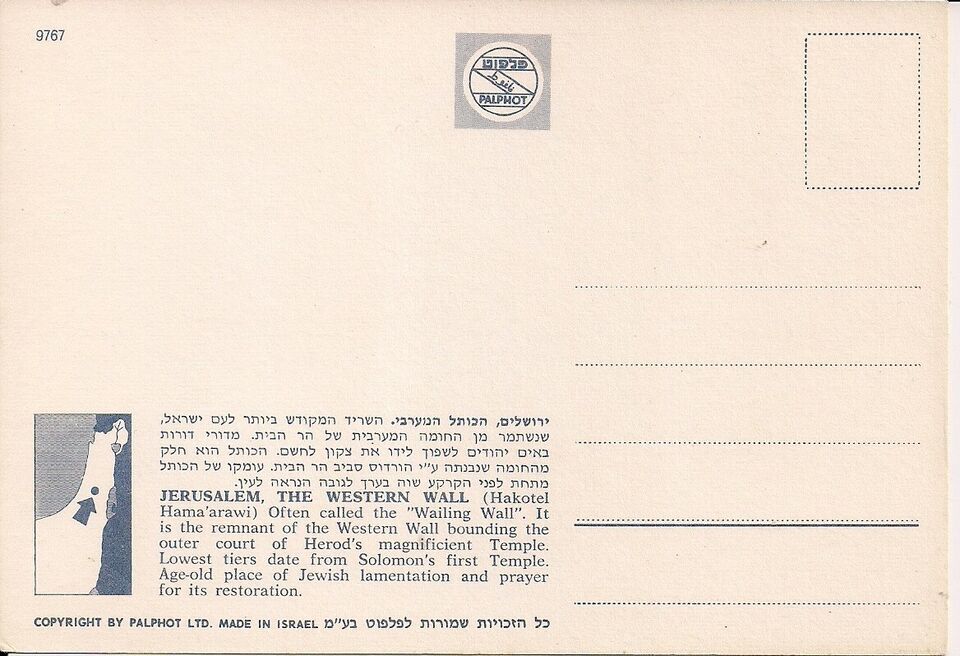 9767
פלפוט
PALPHOT
ירושלים, הכותל המערבי. השריד המקודש ביותר לעם ישראל,
שנשתמר מן החומה המערבית של הר הבית. מדורי דורות
באים יהודים לשפוך לידו את צקון לחשם. הכותל הוא חלק
מהחומה שנבנתה ע״י הורדוס סביב הר הבית. עומקו של הכותל
מתחת לפני הקרקע שוה בערך לגובה הנראה לעין.
JERUSALEM, THE WESTERN WALL (Hakotel
Hama'arawi) Often called the "Wailing Wall". It
is the remnant of the Western Wall bounding the
outer court of Herod's magnificient Temple.
Lowest tiers date from Solomon's first Temple.
Age-old place of Jewish lamentation and prayer
for its restoration.
COPYRIGHT BY PALPHOT LTD. MADE IN ISRAEL כל הזכויות שמורות לפלפוט בע״מ